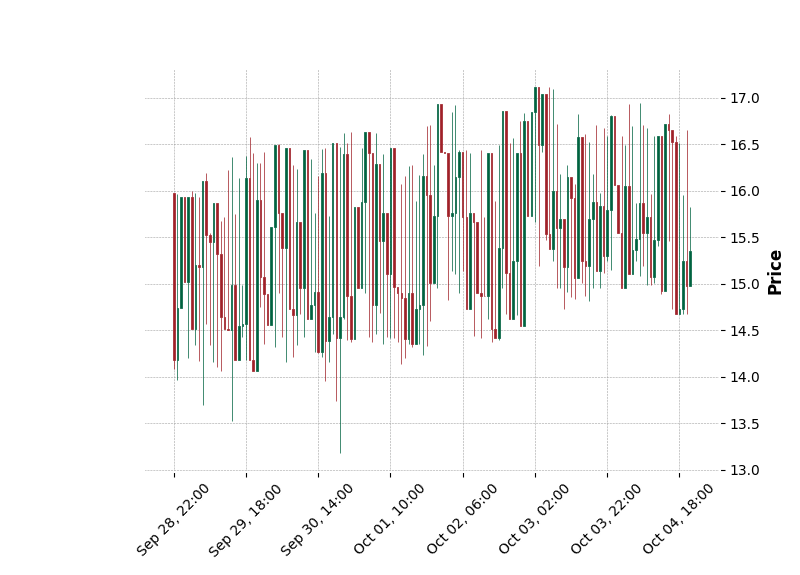 17.0
16.5
16.0
15.5
15.0
14.5
14.0
13.5
13.0
Price
Sep 28, 22:00
Sep 29, 18:00
Sep 30, 14:00
Oct 01, 10:00
Oct 02, 06:00
Oct 03, 02:00
Oct 03, 22:00
Oct 04, 18:00